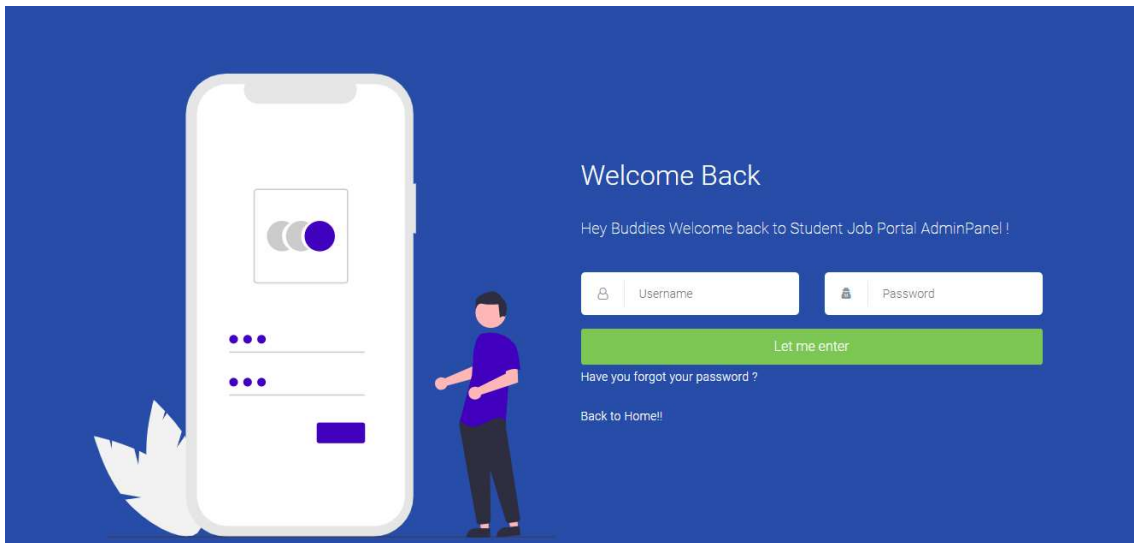 Welcome Back
Hey Buddies Welcome back to Student Job Portal AdminPanel !
Username
Password
Let me enter
Have you forgot your password ?
Back to Home!!